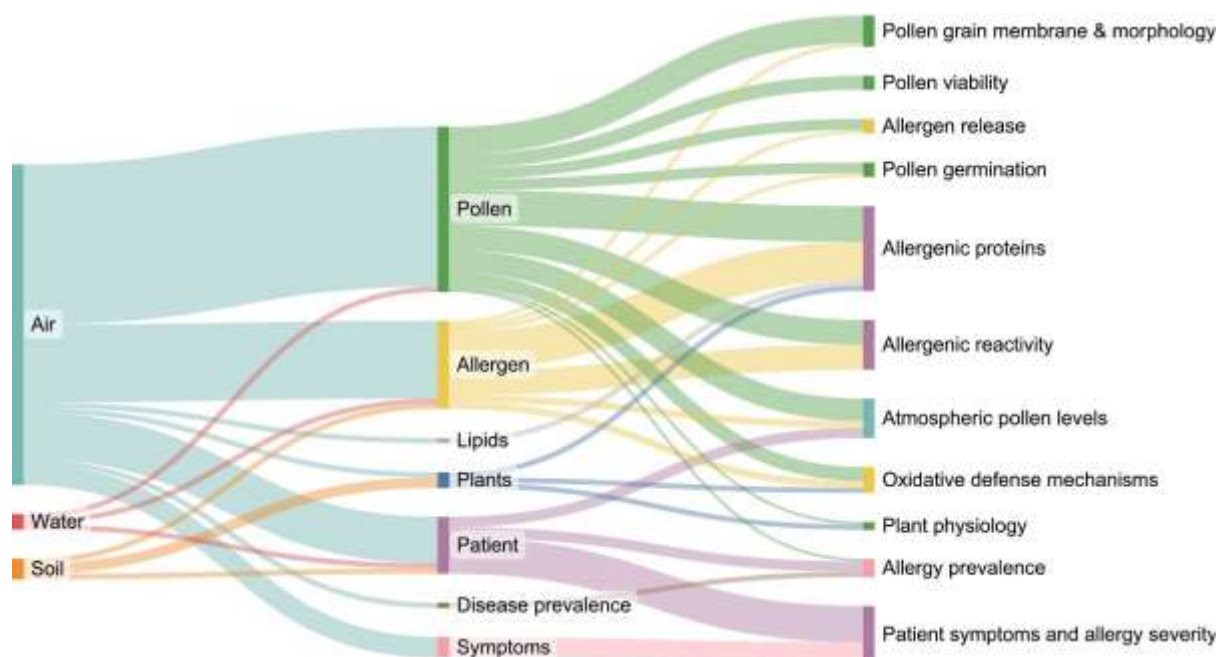 Air
Water
Soil
Pollen
Allergen
Lipids
Plants
Patient
Disease prevalence
Symptoms
Pollen grain membrane & morphology
Pollen viability
Allergen release
Pollen germination
Allergenic proteins
Allergenic reactivity
Atmospheric pollen levels
Oxidative defense mechanisms
Plant physiology
Allergy prevalence
Patient symptoms and allergy severity